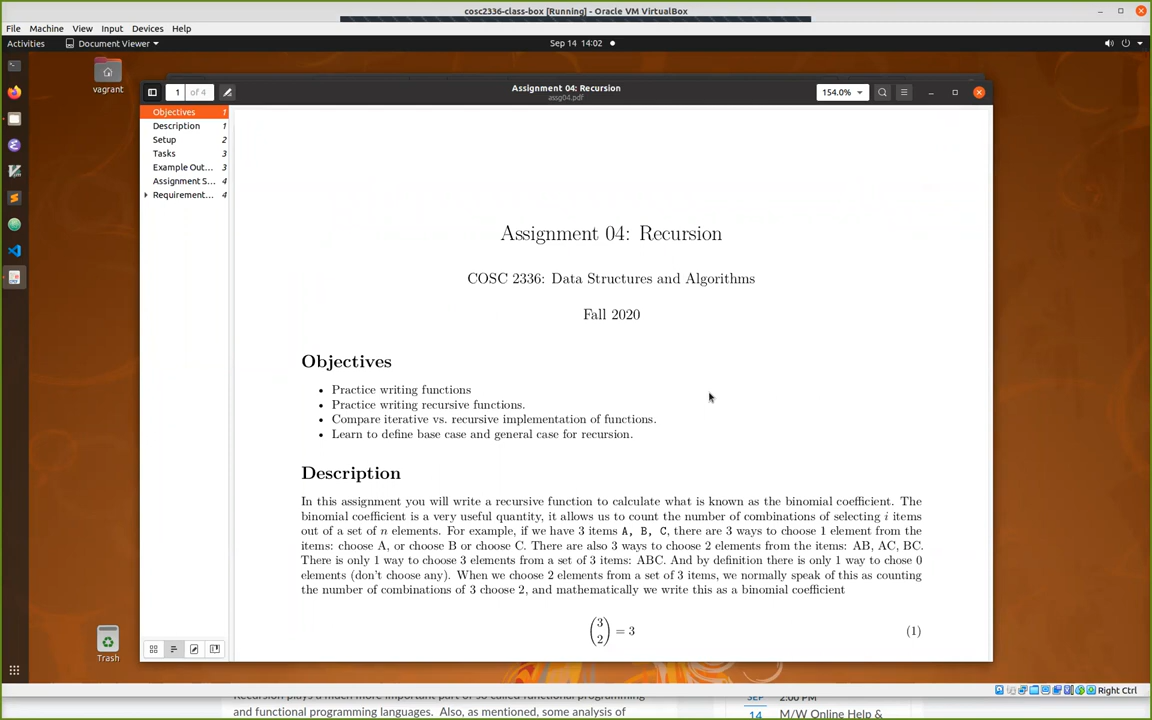 cosc2336-class-box [Running] - Oracle VM VirtualBox
File Machine View Input Devices Help
Activities Document Viewer Sep 14 14:02
vagrant
1 of 4
Assignment 04: Recursion
assg04.pdf
154.0%
Objectives 1
Description 1
Setup 2
Tasks 3
Example Out... 3
Assignment S... 4
Requirement... 4
Assignment 04: Recursion
COSC 2336: Data Structures and Algorithms
Fall 2020
Objectives
• Practice writing functions
• Practice writing recursive functions.
• Compare iterative vs. recursive implementation of functions.
• Learn to define base case and general case for recursion.
Description
In this assignment you will write a recursive function to calculate what is known as the binomial coefficient. The
binomial coefficient is a very useful quantity, it allows us to count the number of combinations of selecting i items
out of a set of n elements. For example, if we have 3 items A, B, C, there are 3 ways to choose 1 element from the
items: choose A, or choose B or choose C. There are also 3 ways to choose 2 elements from the items: AB, AC, BC.
There is only 1 way to choose 3 elements from a set of 3 items: ABC. And by definition there is only 1 way to chose 0
elements (don't choose any). When we choose 2 elements from a set of 3 items, we normally speak of this as counting
the number of combinations of 3 choose 2, and mathematically we write this as a binomial coefficient
(3 2) = 3 (1)
Trash
Right Ctrl
SEP 2:00 PM
and functional programming languages. Also, as mentioned, some analysis of
14 M/W Online Help &